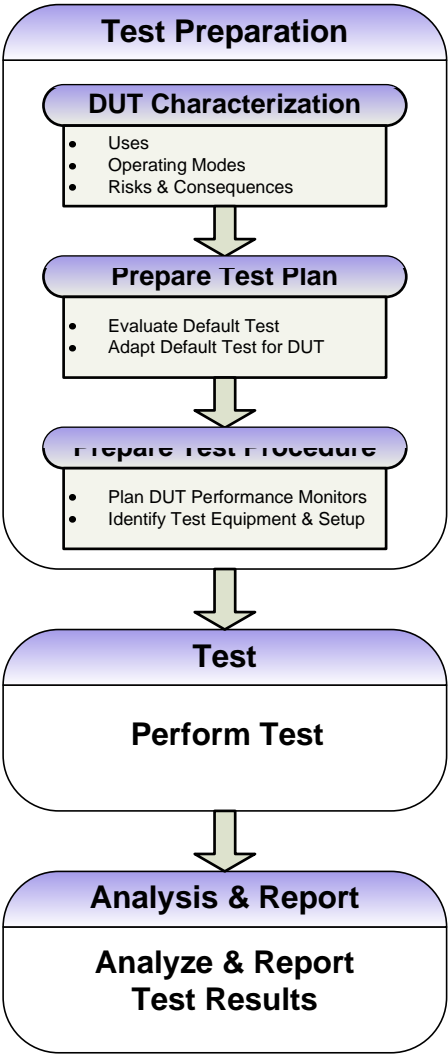 Test Preparation
DUT Characterization
• Uses
• Operating Modes
• Risks & Consequences
Prepare Test Plan
• Evaluate Default Test
• Adapt Default Test for DUT
Prepare Test Procedure
• Plan DUT Performance Monitors
• Identify Test Equipment & Setup
Test
Perform Test
Analysis & Report
Analyze & Report
Test Results